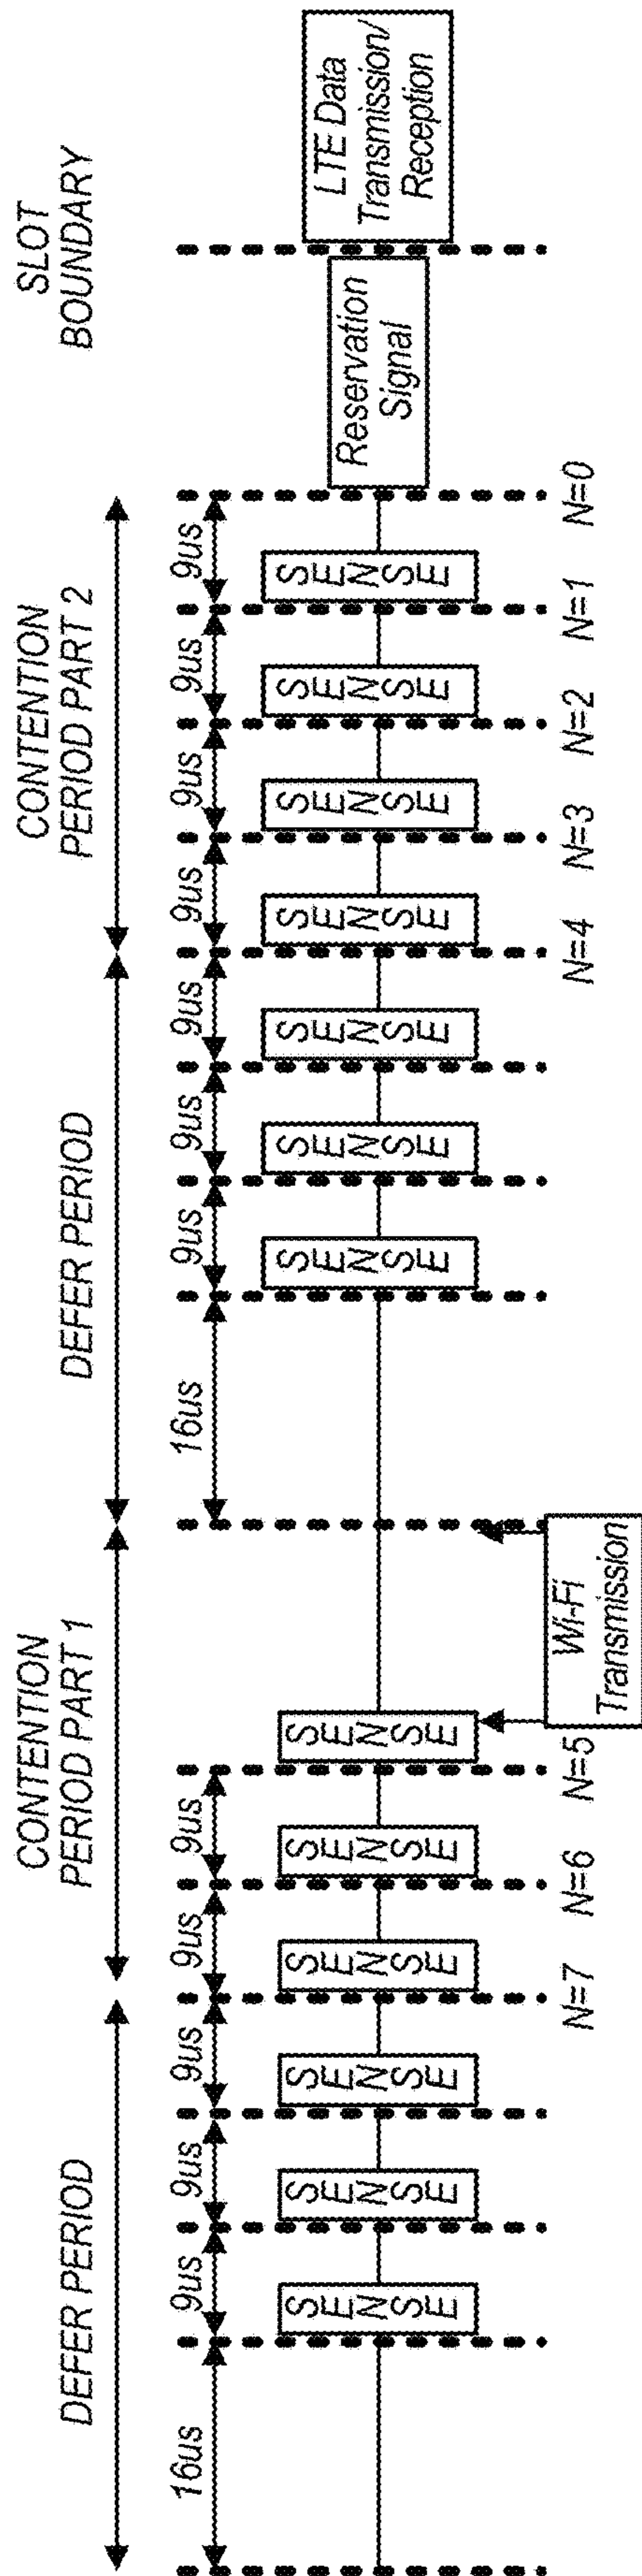 DEFER PERIOD
CONTENTION
PERIOD PART 1
DEFER PERIOD
CONTENTION
PERIOD PART 2
SLOT
BOUNDARY
16us
9us
9us
9us
9us
9us
16us
9us
9us
9us
9us
9us
9us
9us
SENSE
SENSE
SENSE
SENSE
SENSE
SENSE
SENSE
SENSE
SENSE
SENSE
SENSE
SENSE
SENSE
Reservation
Signal
LTE Data
Transmission/
Reception
N=7
N=6
N=5
Wi-Fi
Transmission
N=4
N=3
N=2
N=1
N=0